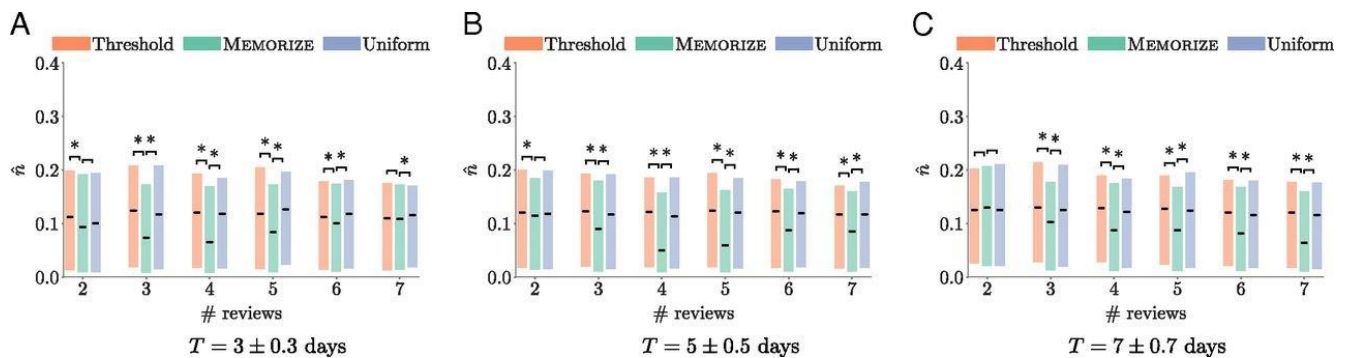 A
Threshold MEMORIZE Uniform
0.4
0.3
0.2
0.1
0.0
n̂
* * * * * * * * * *
2 3 4 5 6 7
# reviews
T = 3 ± 0.3 days
B
Threshold MEMORIZE Uniform
0.4
0.3
0.2
0.1
0.0
n̂
* * * * * * * * * * *
2 3 4 5 6 7
# reviews
T = 5 ± 0.5 days
C
Threshold MEMORIZE Uniform
0.4
0.3
0.2
0.1
0.0
n̂
* * * * * * * * * *
2 3 4 5 6 7
# reviews
T = 7 ± 0.7 days